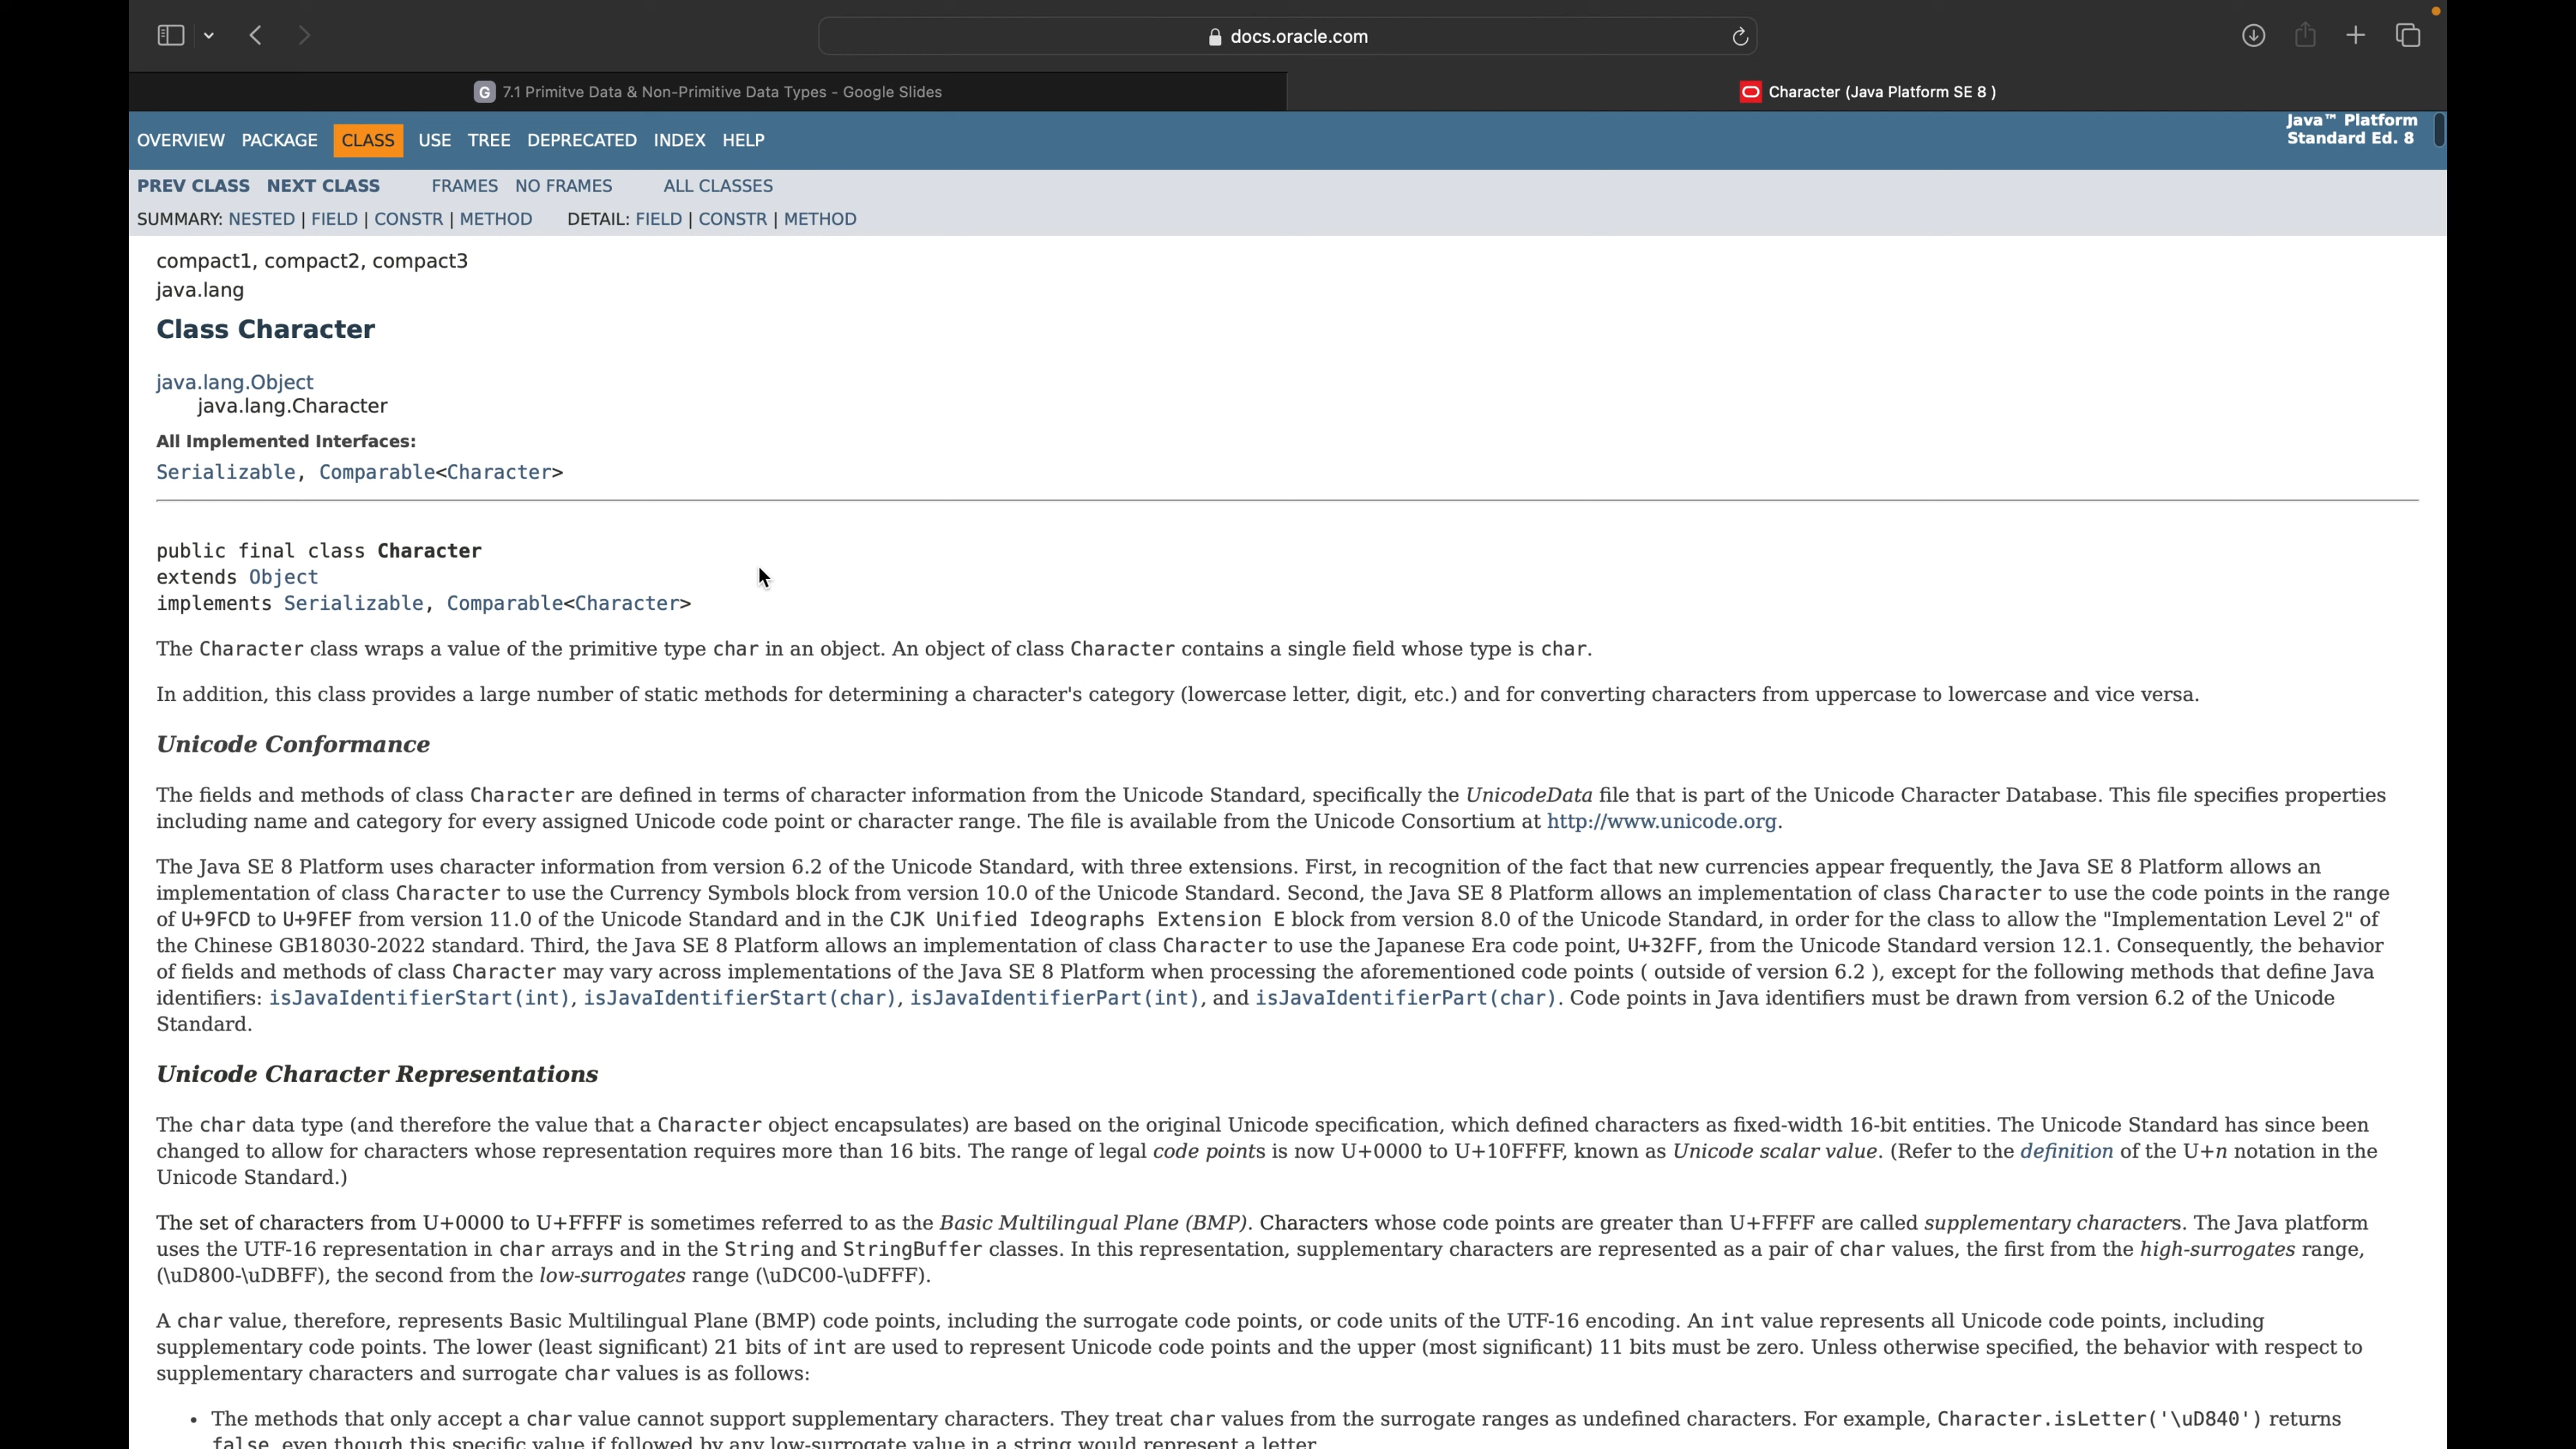 docs.oracle.com
G 7.1 Primitve Data & Non-Primitive Data Types - Google Slides
Character (Java Platform SE 8 )
OVERVIEW PACKAGE CLASS USE TREE DEPRECATED INDEX HELP
Java™ Platform
Standard Ed. 8
PREV CLASS NEXT CLASS FRAMES NO FRAMES ALL CLASSES
SUMMARY: NESTED | FIELD | CONSTR | METHOD DETAIL: FIELD | CONSTR | METHOD
compact1, compact2, compact3
java.lang
Class Character
java.lang.Object
java.lang.Character
All Implemented Interfaces:
Serializable, Comparable<Character>
public final class Character
extends Object
implements Serializable, Comparable<Character>
The Character class wraps a value of the primitive type char in an object. An object of class Character contains a single field whose type is char.
In addition, this class provides a large number of static methods for determining a character's category (lowercase letter, digit, etc.) and for converting characters from uppercase to lowercase and vice versa.
Unicode Conformance
The fields and methods of class Character are defined in terms of character information from the Unicode Standard, specifically the UnicodeData file that is part of the Unicode Character Database. This file specifies properties
including name and category for every assigned Unicode code point or character range. The file is available from the Unicode Consortium at http://www.unicode.org.
The Java SE 8 Platform uses character information from version 6.2 of the Unicode Standard, with three extensions. First, in recognition of the fact that new currencies appear frequently, the Java SE 8 Platform allows an
implementation of class Character to use the Currency Symbols block from version 10.0 of the Unicode Standard. Second, the Java SE 8 Platform allows an implementation of class Character to use the code points in the range
of U+9FCD to U+9FEF from version 11.0 of the Unicode Standard and in the CJK Unified Ideographs Extension E block from version 8.0 of the Unicode Standard, in order for the class to allow the "Implementation Level 2" of
the Chinese GB18030-2022 standard. Third, the Java SE 8 Platform allows an implementation of class Character to use the Japanese Era code point, U+32FF, from the Unicode Standard version 12.1. Consequently, the behavior
of fields and methods of class Character may vary across implementations of the Java SE 8 Platform when processing the aforementioned code points ( outside of version 6.2 ), except for the following methods that define Java
identifiers: isJavaIdentifierStart(int), isJavaIdentifierStart(char), isJavaIdentifierPart(int), and isJavaIdentifierPart(char). Code points in Java identifiers must be drawn from version 6.2 of the Unicode
Standard.
Unicode Character Representations
The char data type (and therefore the value that a Character object encapsulates) are based on the original Unicode specification, which defined characters as fixed-width 16-bit entities. The Unicode Standard has since been
changed to allow for characters whose representation requires more than 16 bits. The range of legal code points is now U+0000 to U+10FFFF, known as Unicode scalar value. (Refer to the definition of the U+n notation in the
Unicode Standard.)
The set of characters from U+0000 to U+FFFF is sometimes referred to as the Basic Multilingual Plane (BMP). Characters whose code points are greater than U+FFFF are called supplementary characters. The Java platform
uses the UTF-16 representation in char arrays and in the String and StringBuffer classes. In this representation, supplementary characters are represented as a pair of char values, the first from the high-surrogates range,
(\uD800-\uDBFF), the second from the low-surrogates range (\uDC00-\uDFFF).
A char value, therefore, represents Basic Multilingual Plane (BMP) code points, including the surrogate code points, or code units of the UTF-16 encoding. An int value represents all Unicode code points, including
supplementary code points. The lower (least significant) 21 bits of int are used to represent Unicode code points and the upper (most significant) 11 bits must be zero. Unless otherwise specified, the behavior with respect to
supplementary characters and surrogate char values is as follows:
• The methods that only accept a char value cannot support supplementary characters. They treat char values from the surrogate ranges as undefined characters. For example, Character.isLetter('\uD840') returns
false, even though this specific value if followed by any low-surrogate value in a string would represent a letter.